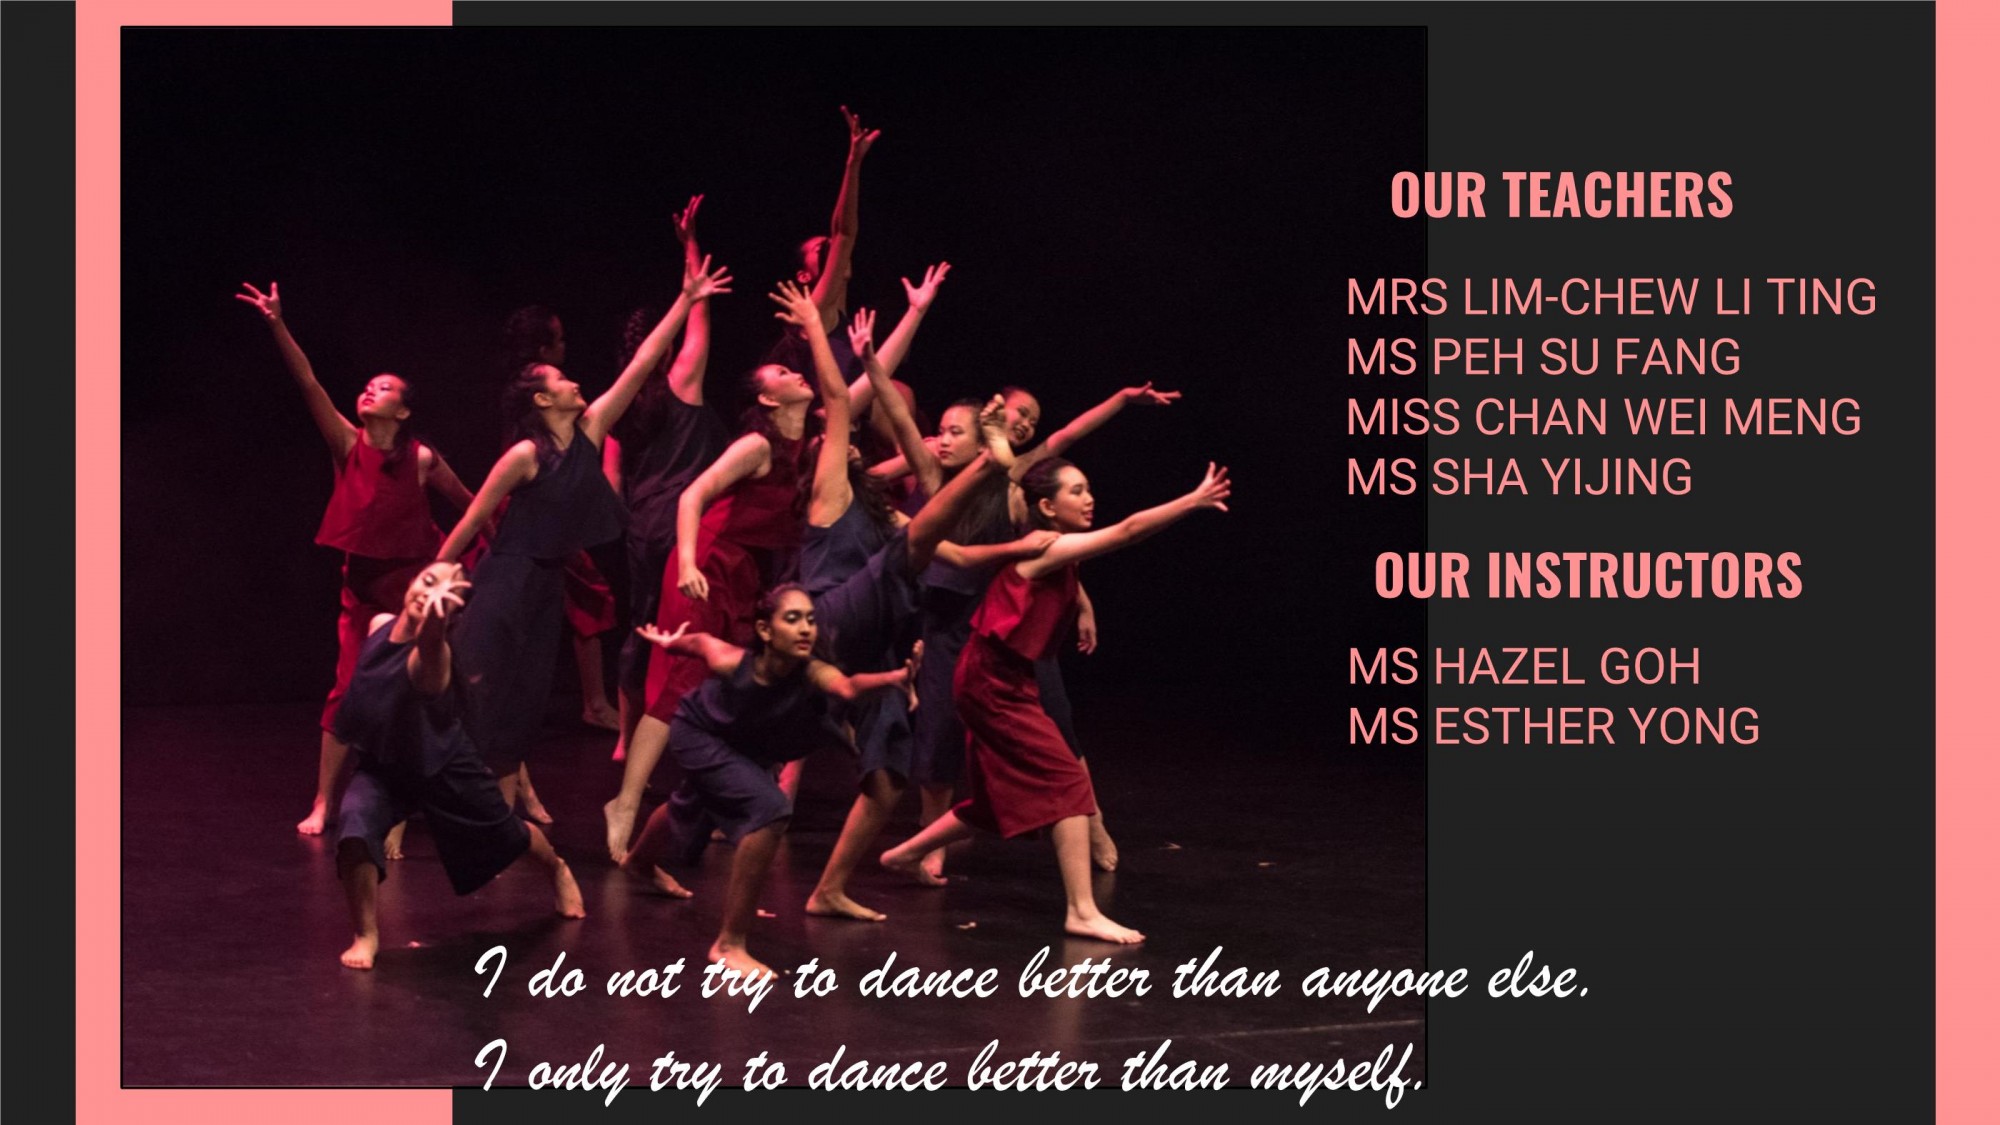 OUR TEACHERS
MRS LIM-CHEW LI TING
MS PEH SU FANG
MISS CHAN WEI MENG
MS SHA YIJING
OUR INSTRUCTORS
MS HAZEL GOH
MS ESTHER YONG
I do not try to dance better than anyone else.
I only try to dance better than myself.